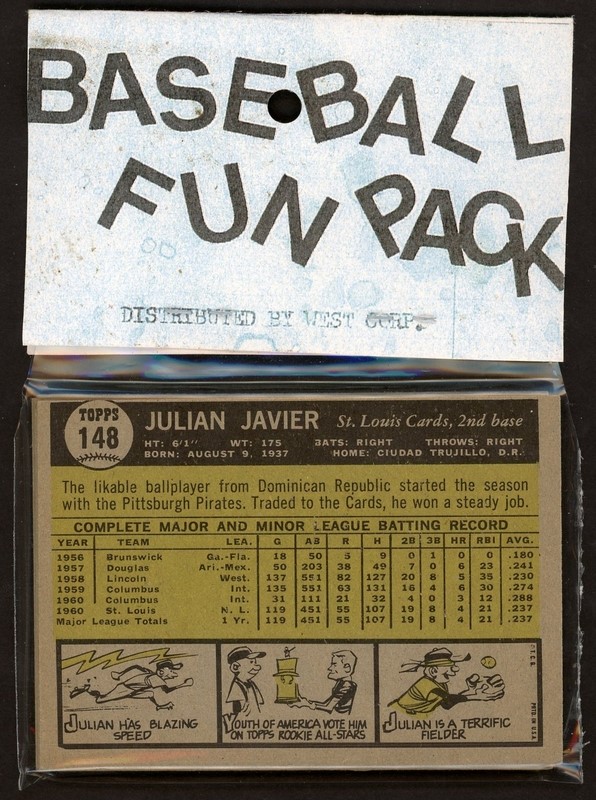 BASEBALL
FUN PACK
DISTRIBUTED BY WEST CORP.
TOPPS
148
JULIAN JAVIER St. Louis Cards, 2nd base
HT: 6'1" WT: 175 BATS: RIGHT THROWS: RIGHT
BORN: AUGUST 9, 1937 HOME: CIUDAD TRUJILLO, D.R.
The likable ballplayer from Dominican Republic started the season
with the Pittsburgh Pirates. Traded to the Cards, he won a steady job.
COMPLETE MAJOR AND MINOR LEAGUE BATTING RECORD
YEAR TEAM LEA. G AB R H 2B 3B HR RBI AVG.
1956 Brunswick Ga.-Fla. 18 50 5 9 0 1 0 0 .180
1957 Douglas Ari.-Mex. 50 203 38 49 7 0 6 23 .241
1958 Lincoln West. 137 551 82 127 20 8 5 35 .230
1959 Columbus Int. 135 551 63 131 16 4 6 30 .274
1960 Columbus Int. 31 111 21 32 4 0 3 12 .288
1960 St. Louis N. L. 119 451 55 107 19 8 4 21 .237
Major League Totals 1 Yr. 119 451 55 107 19 8 4 21 .237
JULIAN HAS BLAZING
SPEED
YOUTH OF AMERICA VOTE HIM
ON TOPPS ROOKIE ALL-STARS
JULIAN IS A TERRIFIC
FIELDER
©T.C.G.
PRTD. IN U.S.A.